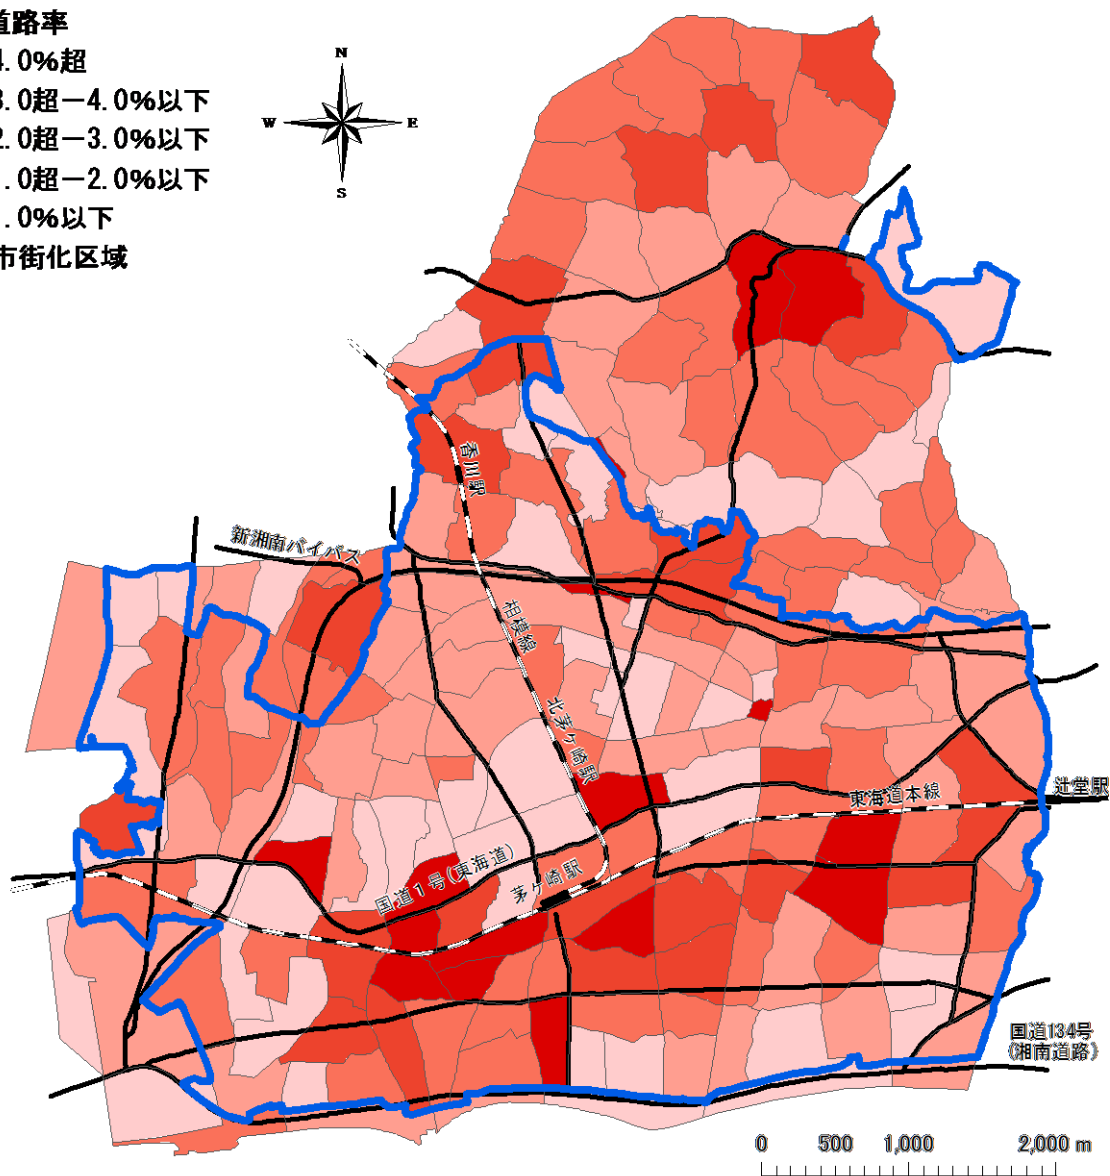 道路率
4.0%超
3.0超－4.0%以下
2.0超－3.0%以下
.0超－2.0%以下
.0%以下
市街化区域
N
W
E
S
香川駅
新湘南バイパス
相模線
北茅ヶ崎駅
辻堂駅
東海道本線
国道1号(東海道)
茅ヶ崎駅
国道134号
(湘南道路)
0 500 1,000 2,000 m